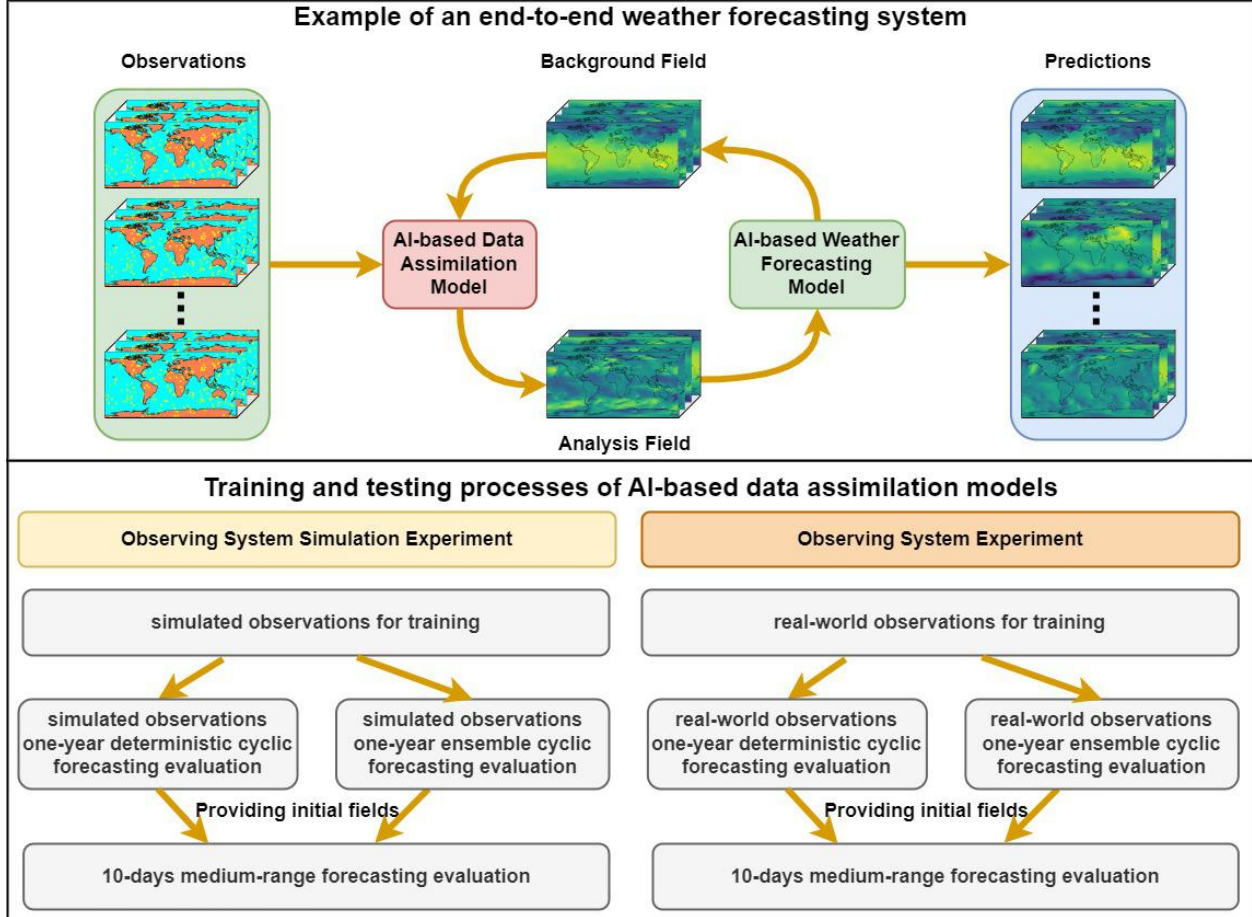 Example of an end-to-end weather forecasting system
Observations
Background Field
Predictions
AI-based Data
Assimilation
Model
AI-based Weather
Forecasting
Model
Analysis Field
Training and testing processes of AI-based data assimilation models
Observing System Simulation Experiment
Observing System Experiment
simulated observations for training
real-world observations for training
simulated observations
one-year deterministic cyclic
forecasting evaluation
simulated observations
one-year ensemble cyclic
forecasting evaluation
real-world observations
one-year deterministic cyclic
forecasting evaluation
real-world observations
one-year ensemble cyclic
forecasting evaluation
Providing initial fields
Providing initial fields
10-days medium-range forecasting evaluation
10-days medium-range forecasting evaluation